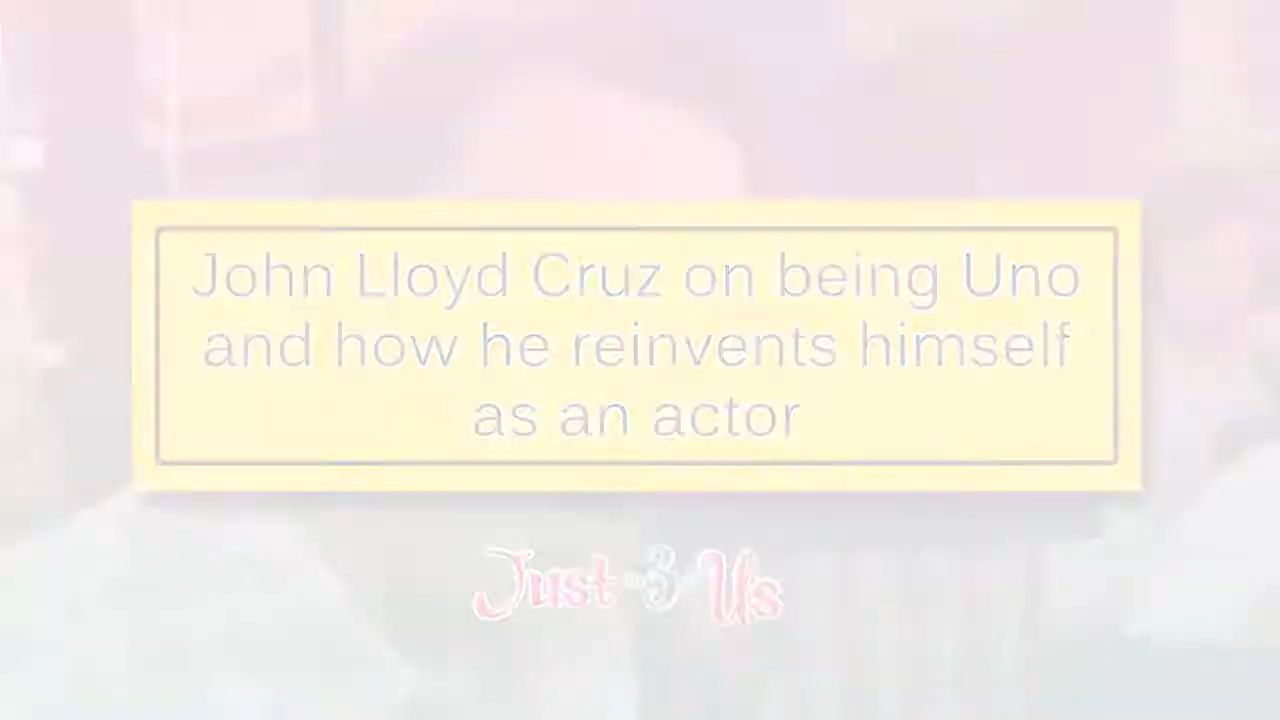 John Lloyd Cruz on being Uno
and how he reinvents himself
as an actor
Just 3 Us